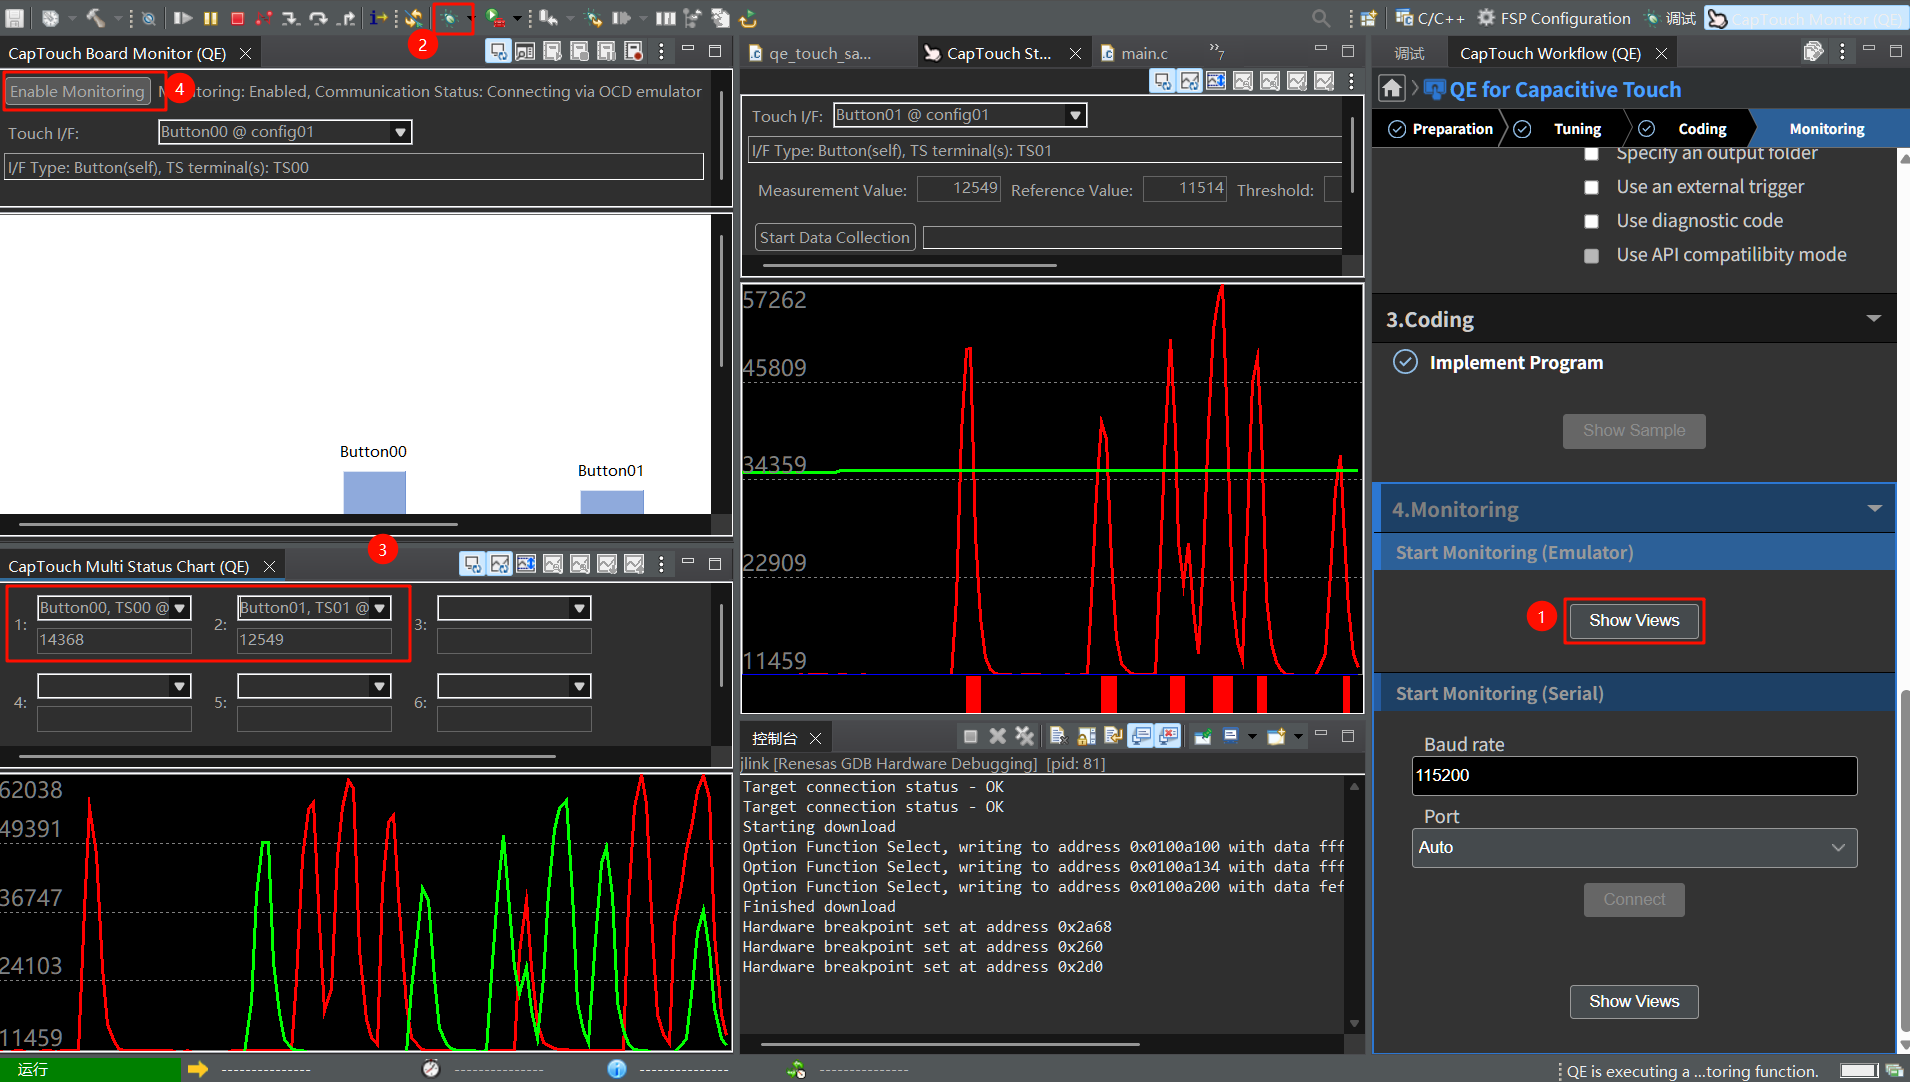 C/C++
FSP Configuration
调试
CapTouch Monitor (QE)
2
CapTouch Board Monitor (QE)
Enable Monitoring
4
Monitoring: Enabled, Communication Status: Connecting via OCD emulator
Touch I/F:
Button00 @ config01
I/F Type: Button(self), TS terminal(s): TS00
Button00
Button01
3
CapTouch Multi Status Chart (QE)
1:
Button00, TS00 @
14368
2:
Button01, TS01 @
12549
3:
4:
5:
6:
62038
49391
36747
24103
11459
qe_touch_sa...
CapTouch St...
main.c
»7
Touch I/F:
Button01 @ config01
I/F Type: Button(self), TS terminal(s): TS01
Measurement Value:
12549
Reference Value:
11514
Threshold:
Start Data Collection
57262
45809
34359
22909
11459
控制台
jlink [Renesas GDB Hardware Debugging] [pid: 81]
Target connection status - OK
Target connection status - OK
Starting download
Option Function Select, writing to address 0x0100a100 with data fff
Option Function Select, writing to address 0x0100a134 with data fff
Option Function Select, writing to address 0x0100a200 with data fef
Finished download
Hardware breakpoint set at address 0x2a68
Hardware breakpoint set at address 0x260
Hardware breakpoint set at address 0x2d0
调试
CapTouch Workflow (QE)
QE for Capacitive Touch
Preparation
Tuning
Coding
Monitoring
Specify an output folder
Use an external trigger
Use diagnostic code
Use API compatilibity mode
3.Coding
Implement Program
Show Sample
4.Monitoring
Start Monitoring (Emulator)
1
Show Views
Start Monitoring (Serial)
Baud rate
115200
Port
Auto
Connect
Show Views
运行
--------------
--------------
--------------
--------------
QE is executing a ...toring function.